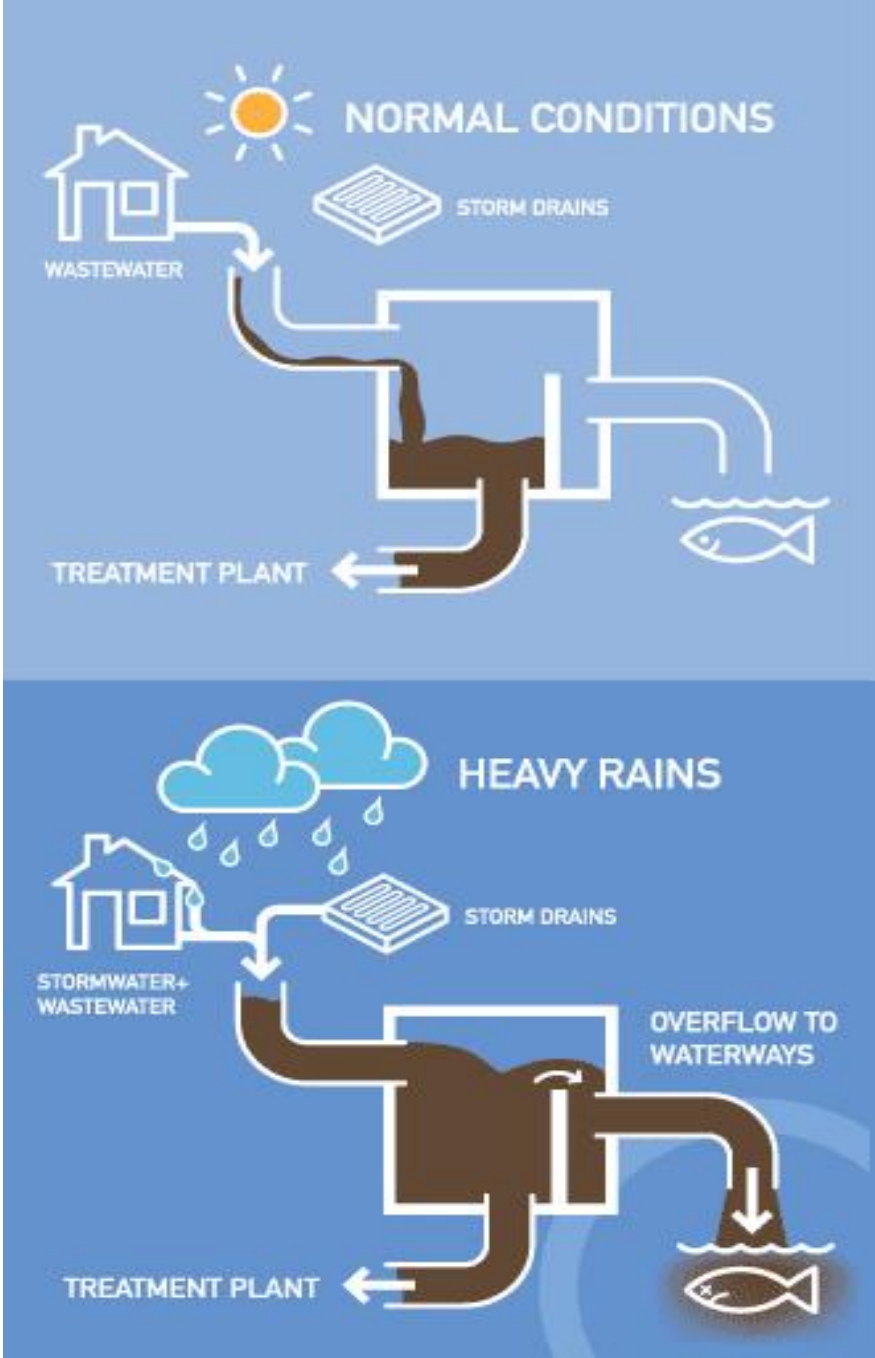 NORMAL CONDITIONS
STORM DRAINS
WASTEWATER
TREATMENT PLANT
HEAVY RAINS
STORM DRAINS
STORMWATER+
WASTEWATER
OVERFLOW TO
WATERWAYS
TREATMENT PLANT